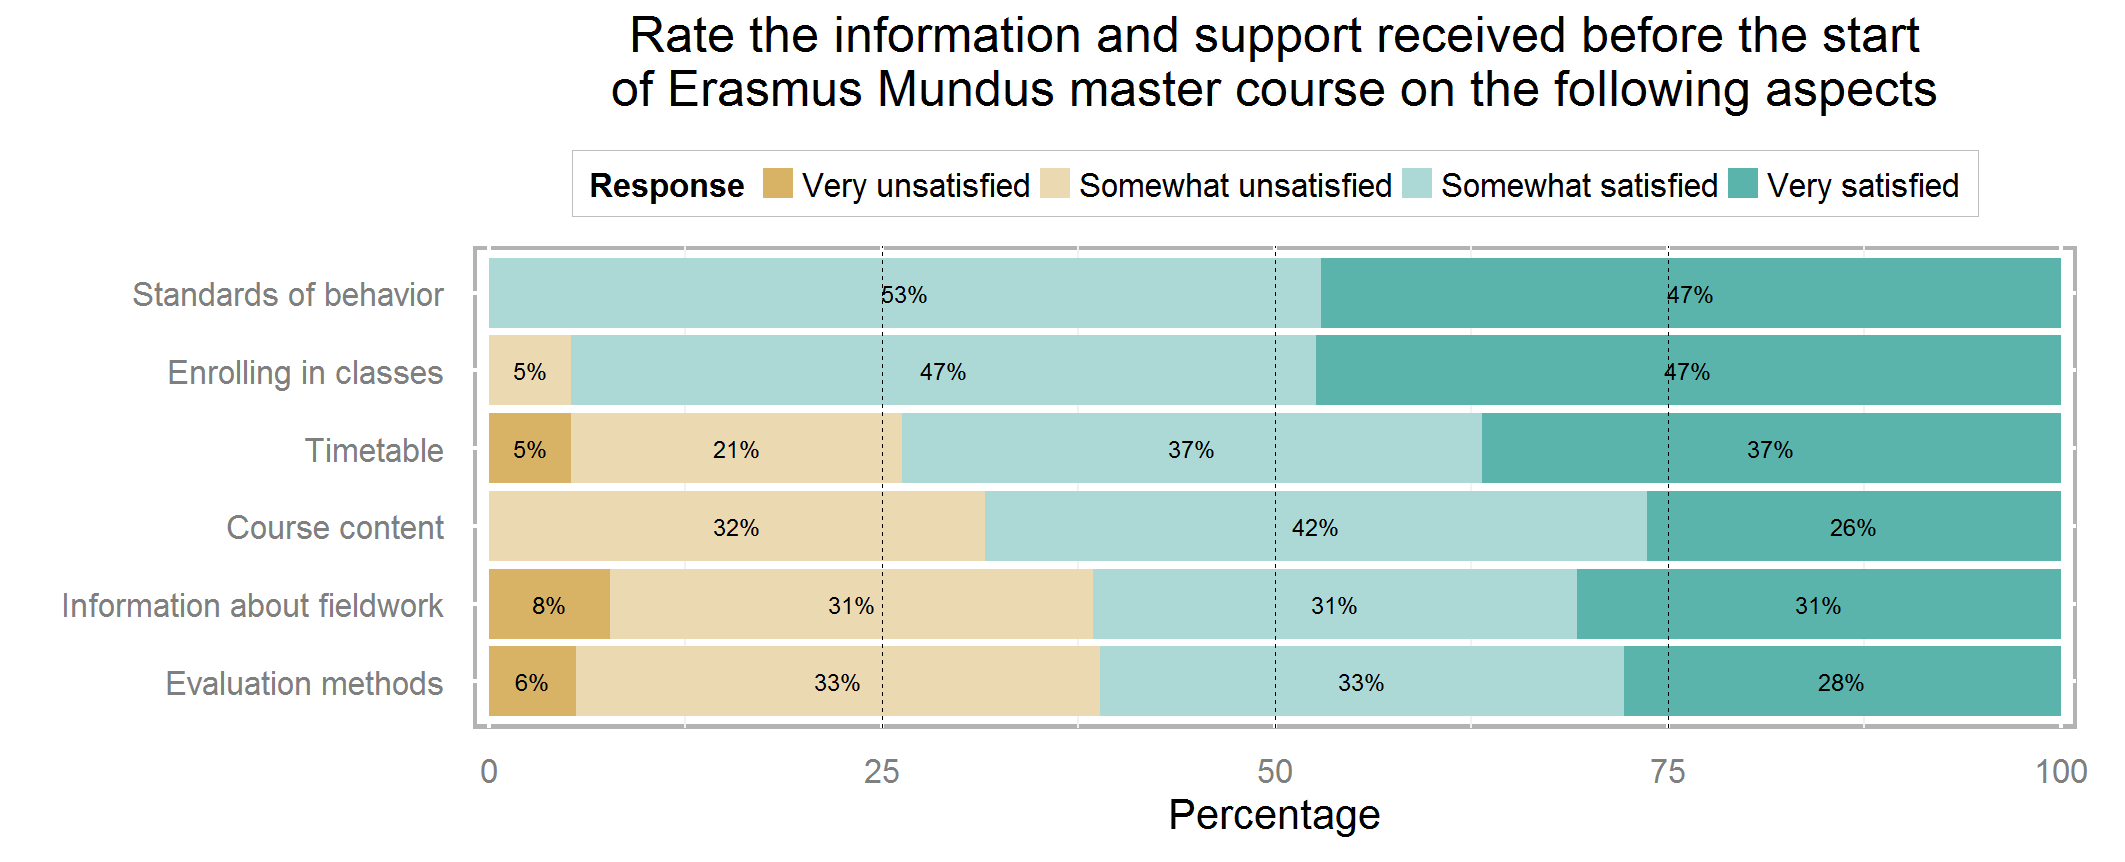 Rate the information and support received before the start
of Erasmus Mundus master course on the following aspects
Response Very unsatisfied Somewhat unsatisfied Somewhat satisfied Very satisfied
Standards of behavior 53% 47%
Enrolling in classes 5% 47% 47%
Timetable 5% 21% 37% 37%
Course content 32% 42% 26%
Information about fieldwork 8% 31% 31% 31%
Evaluation methods 6% 33% 33% 28%
0 25 50 75 100
Percentage